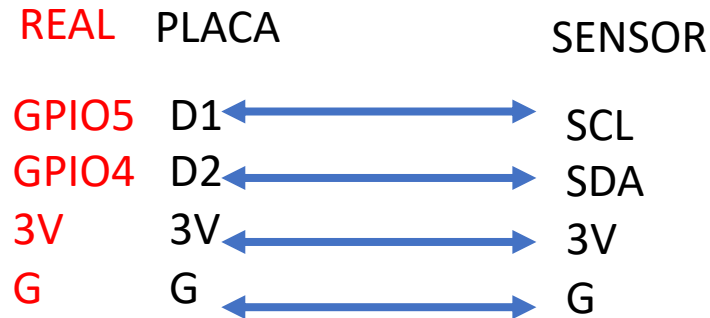 REAL PLACA SENSOR
GPIO5 D1 SCL
GPIO4 D2 SDA
3V 3V 3V
G G G